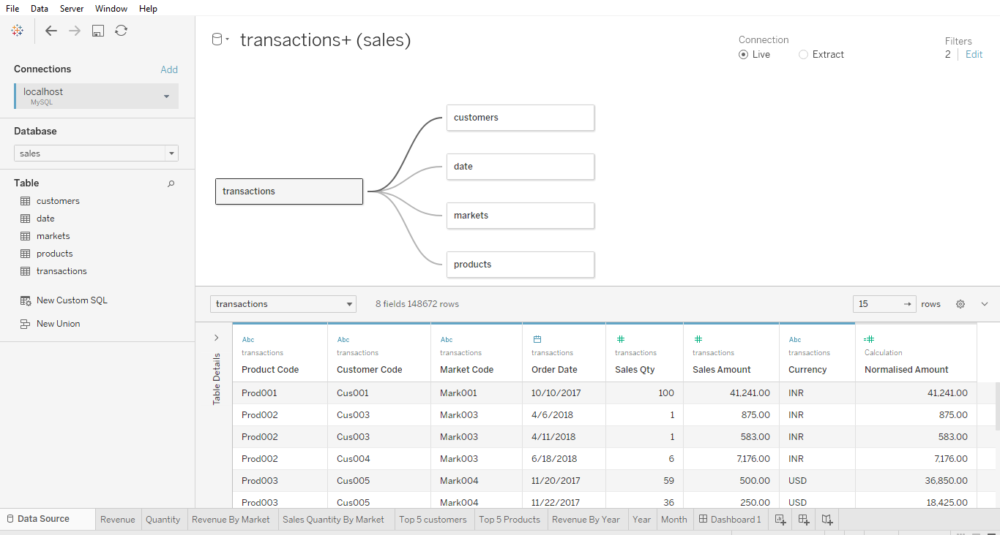 File Data Server Window Help
transactions+ (sales)
Connection
Live Extract
Filters
2 Edit
Connections Add
localhost
MySQL
Database
sales
Table
customers
date
markets
products
transactions
New Custom SQL
New Union
transactions
customers
date
markets
products
transactions 8 fields 148672 rows 15 rows
Table Details
Abc Abc Abc Abc
transactions transactions transactions transactions transactions transactions transactions Calculation
Product Code Customer Code Market Code Order Date Sales Qty Sales Amount Currency Normalised Amount
Prod001 Cus001 Mark001 10/10/2017 100 41,241.00 INR 41,241.00
Prod002 Cus003 Mark003 4/6/2018 1 875.00 INR 875.00
Prod002 Cus003 Mark003 4/11/2018 1 583.00 INR 583.00
Prod002 Cus004 Mark003 6/18/2018 6 7,176.00 INR 7,176.00
Prod003 Cus005 Mark004 11/20/2017 59 500.00 USD 36,850.00
Prod003 Cus005 Mark004 11/22/2017 36 250.00 USD 18,425.00
Data Source Revenue Quantity Revenue By Market Sales Quantity By Market Top 5 customers Top 5 Products Revenue By Year Year Month Dashboard 1